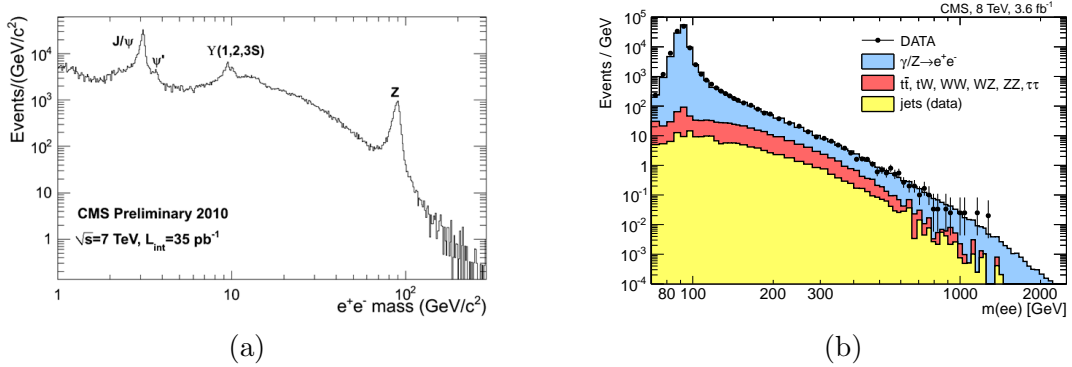 J/ψ
ψ'
ϒ(1,2,3S)
Z
Events/(GeV/c²)
10⁴
10³
10²
10
1
CMS Preliminary 2010
√s=7 TeV, L_int=35 pb⁻¹
1
10
10²
e⁺e⁻ mass (GeV/c²)
(a)
CMS, 8 TeV, 3.6 fb⁻¹
Events / GeV
10⁵
10⁴
10³
10²
10
1
10⁻¹
10⁻²
10⁻³
10⁻⁴
DATA
γ/Z→e⁺e⁻
tt̄, tW, WW, WZ, ZZ, ττ
jets (data)
80 100 200 300 1000 2000
m(ee) [GeV]
(b)